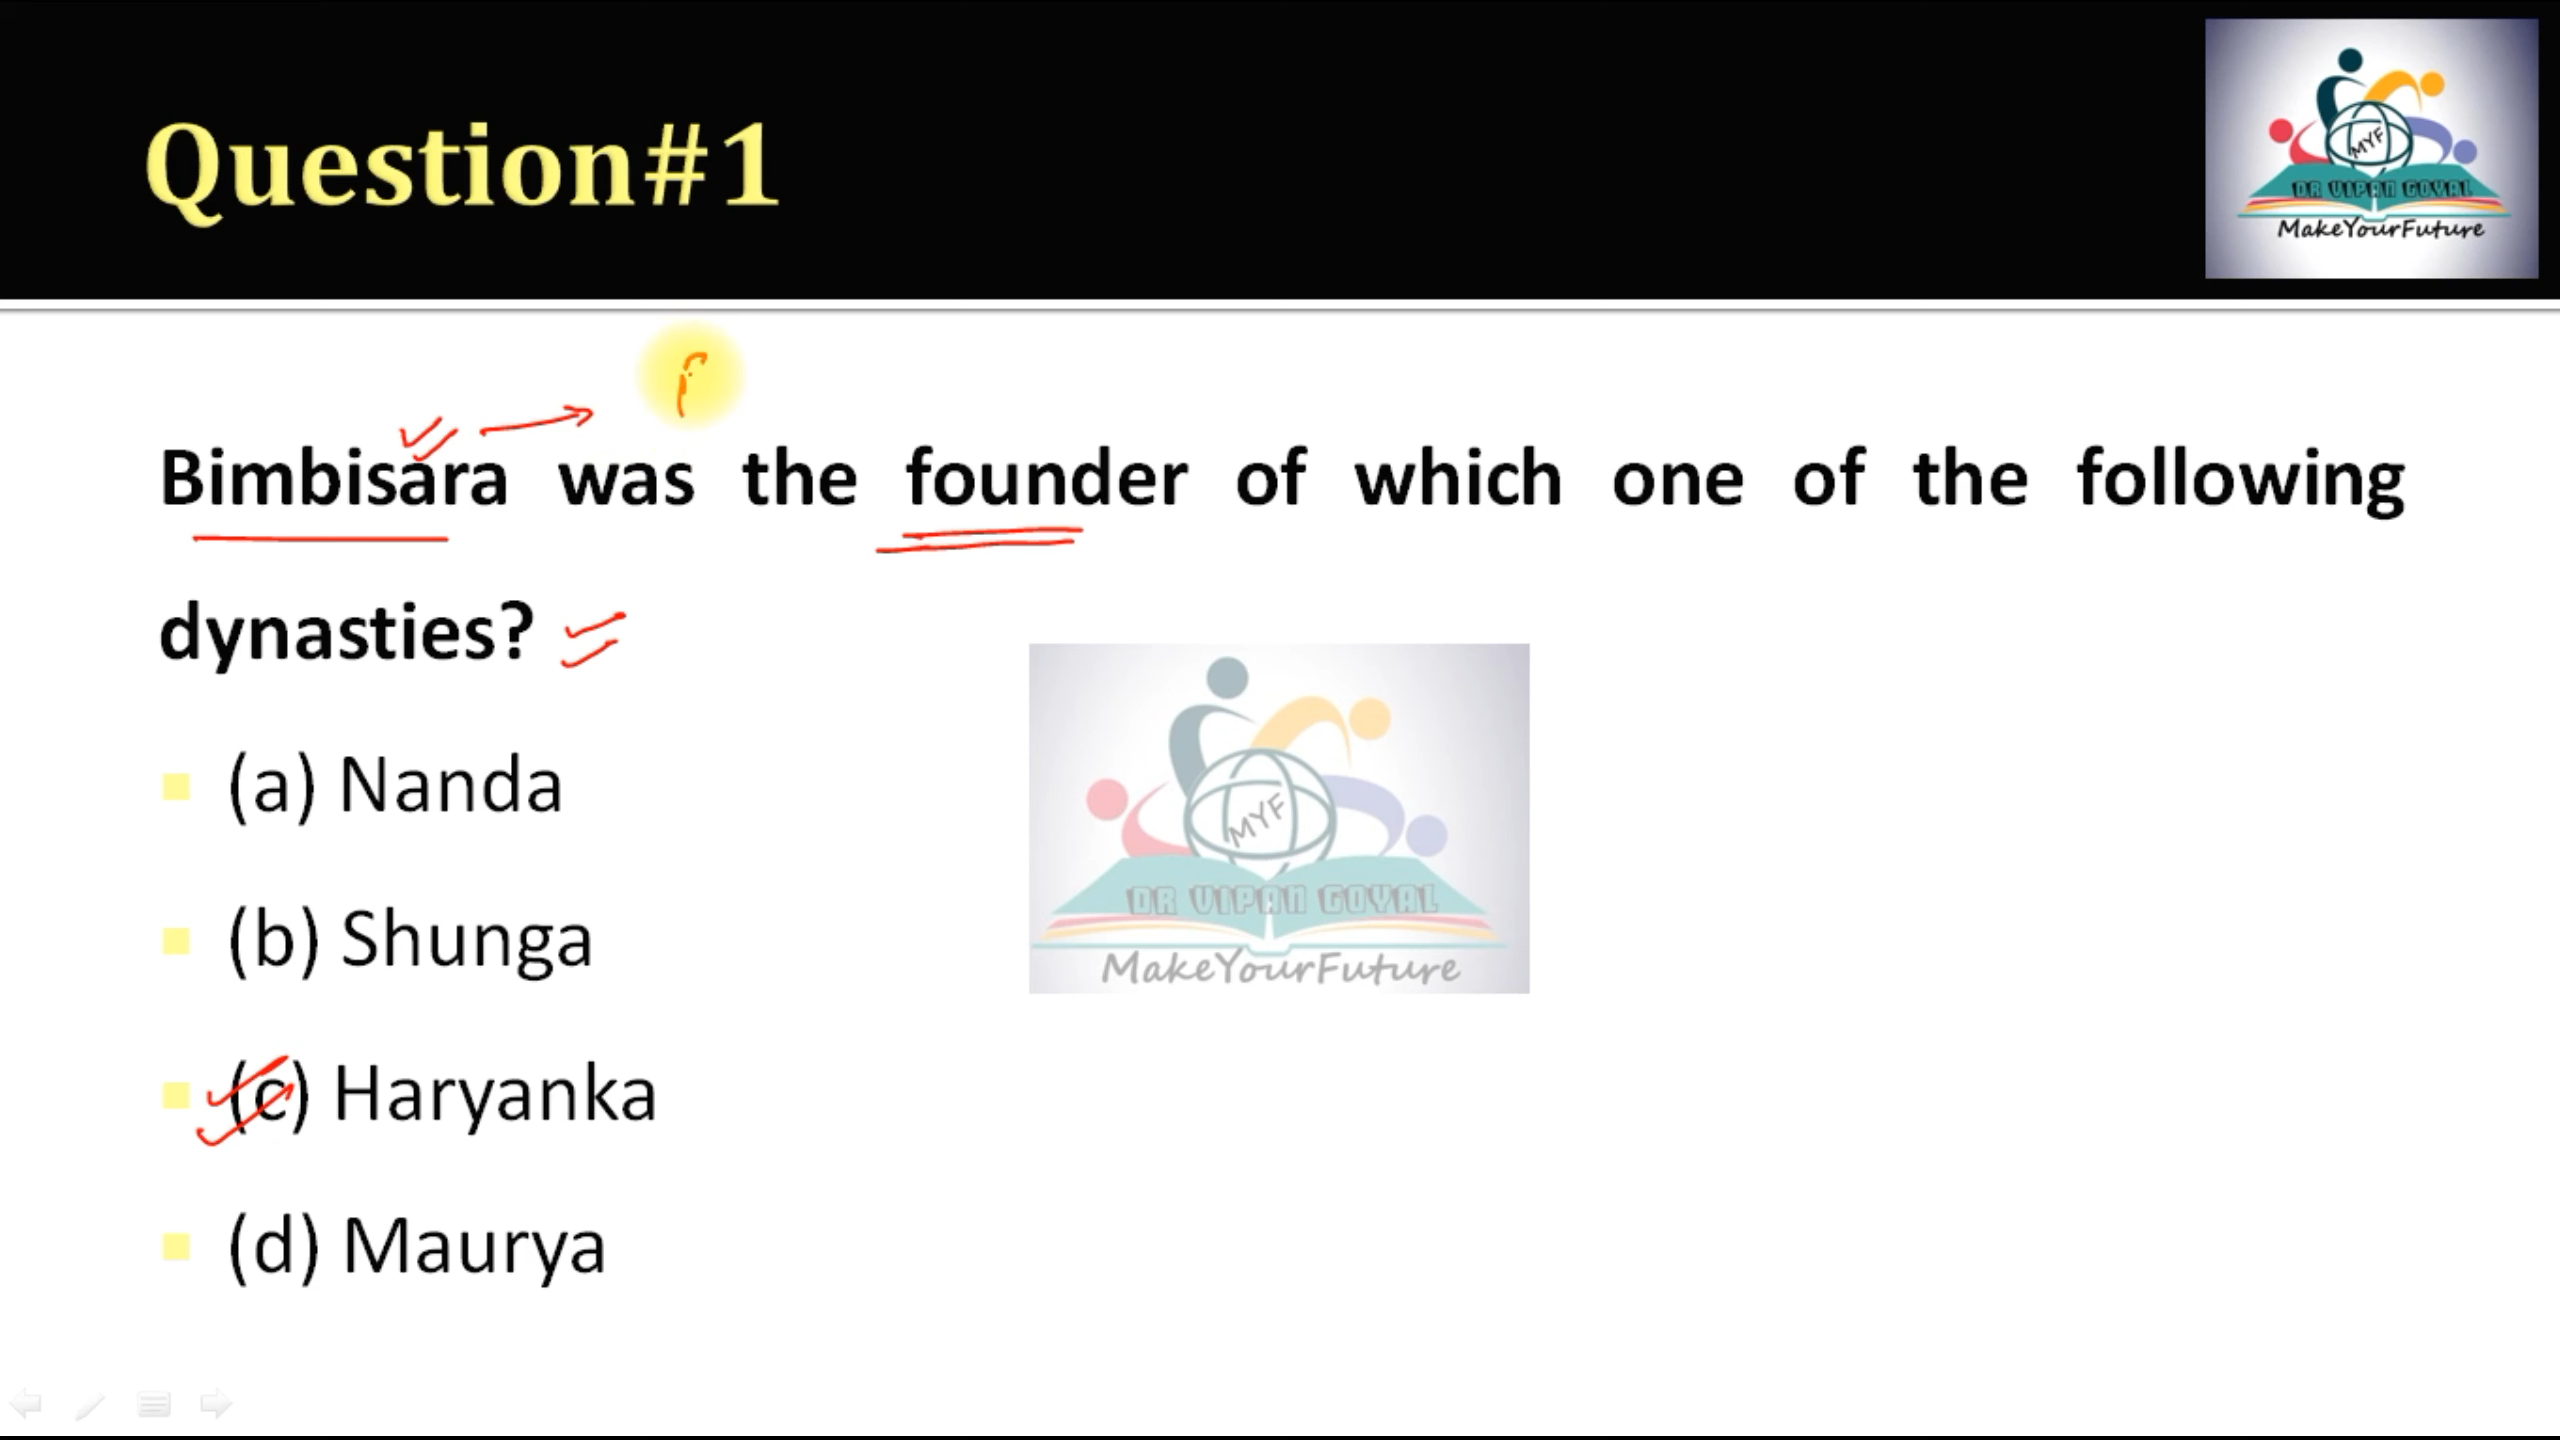 Question#1
MYF
DR VIPAN GOYAL
MakeYourFuture
Bimbisara was the founder of which one of the following
dynasties?
(a) Nanda
(b) Shunga
(c) Haryanka
(d) Maurya
MYF
DR VIPAN GOYAL
MakeYourFuture